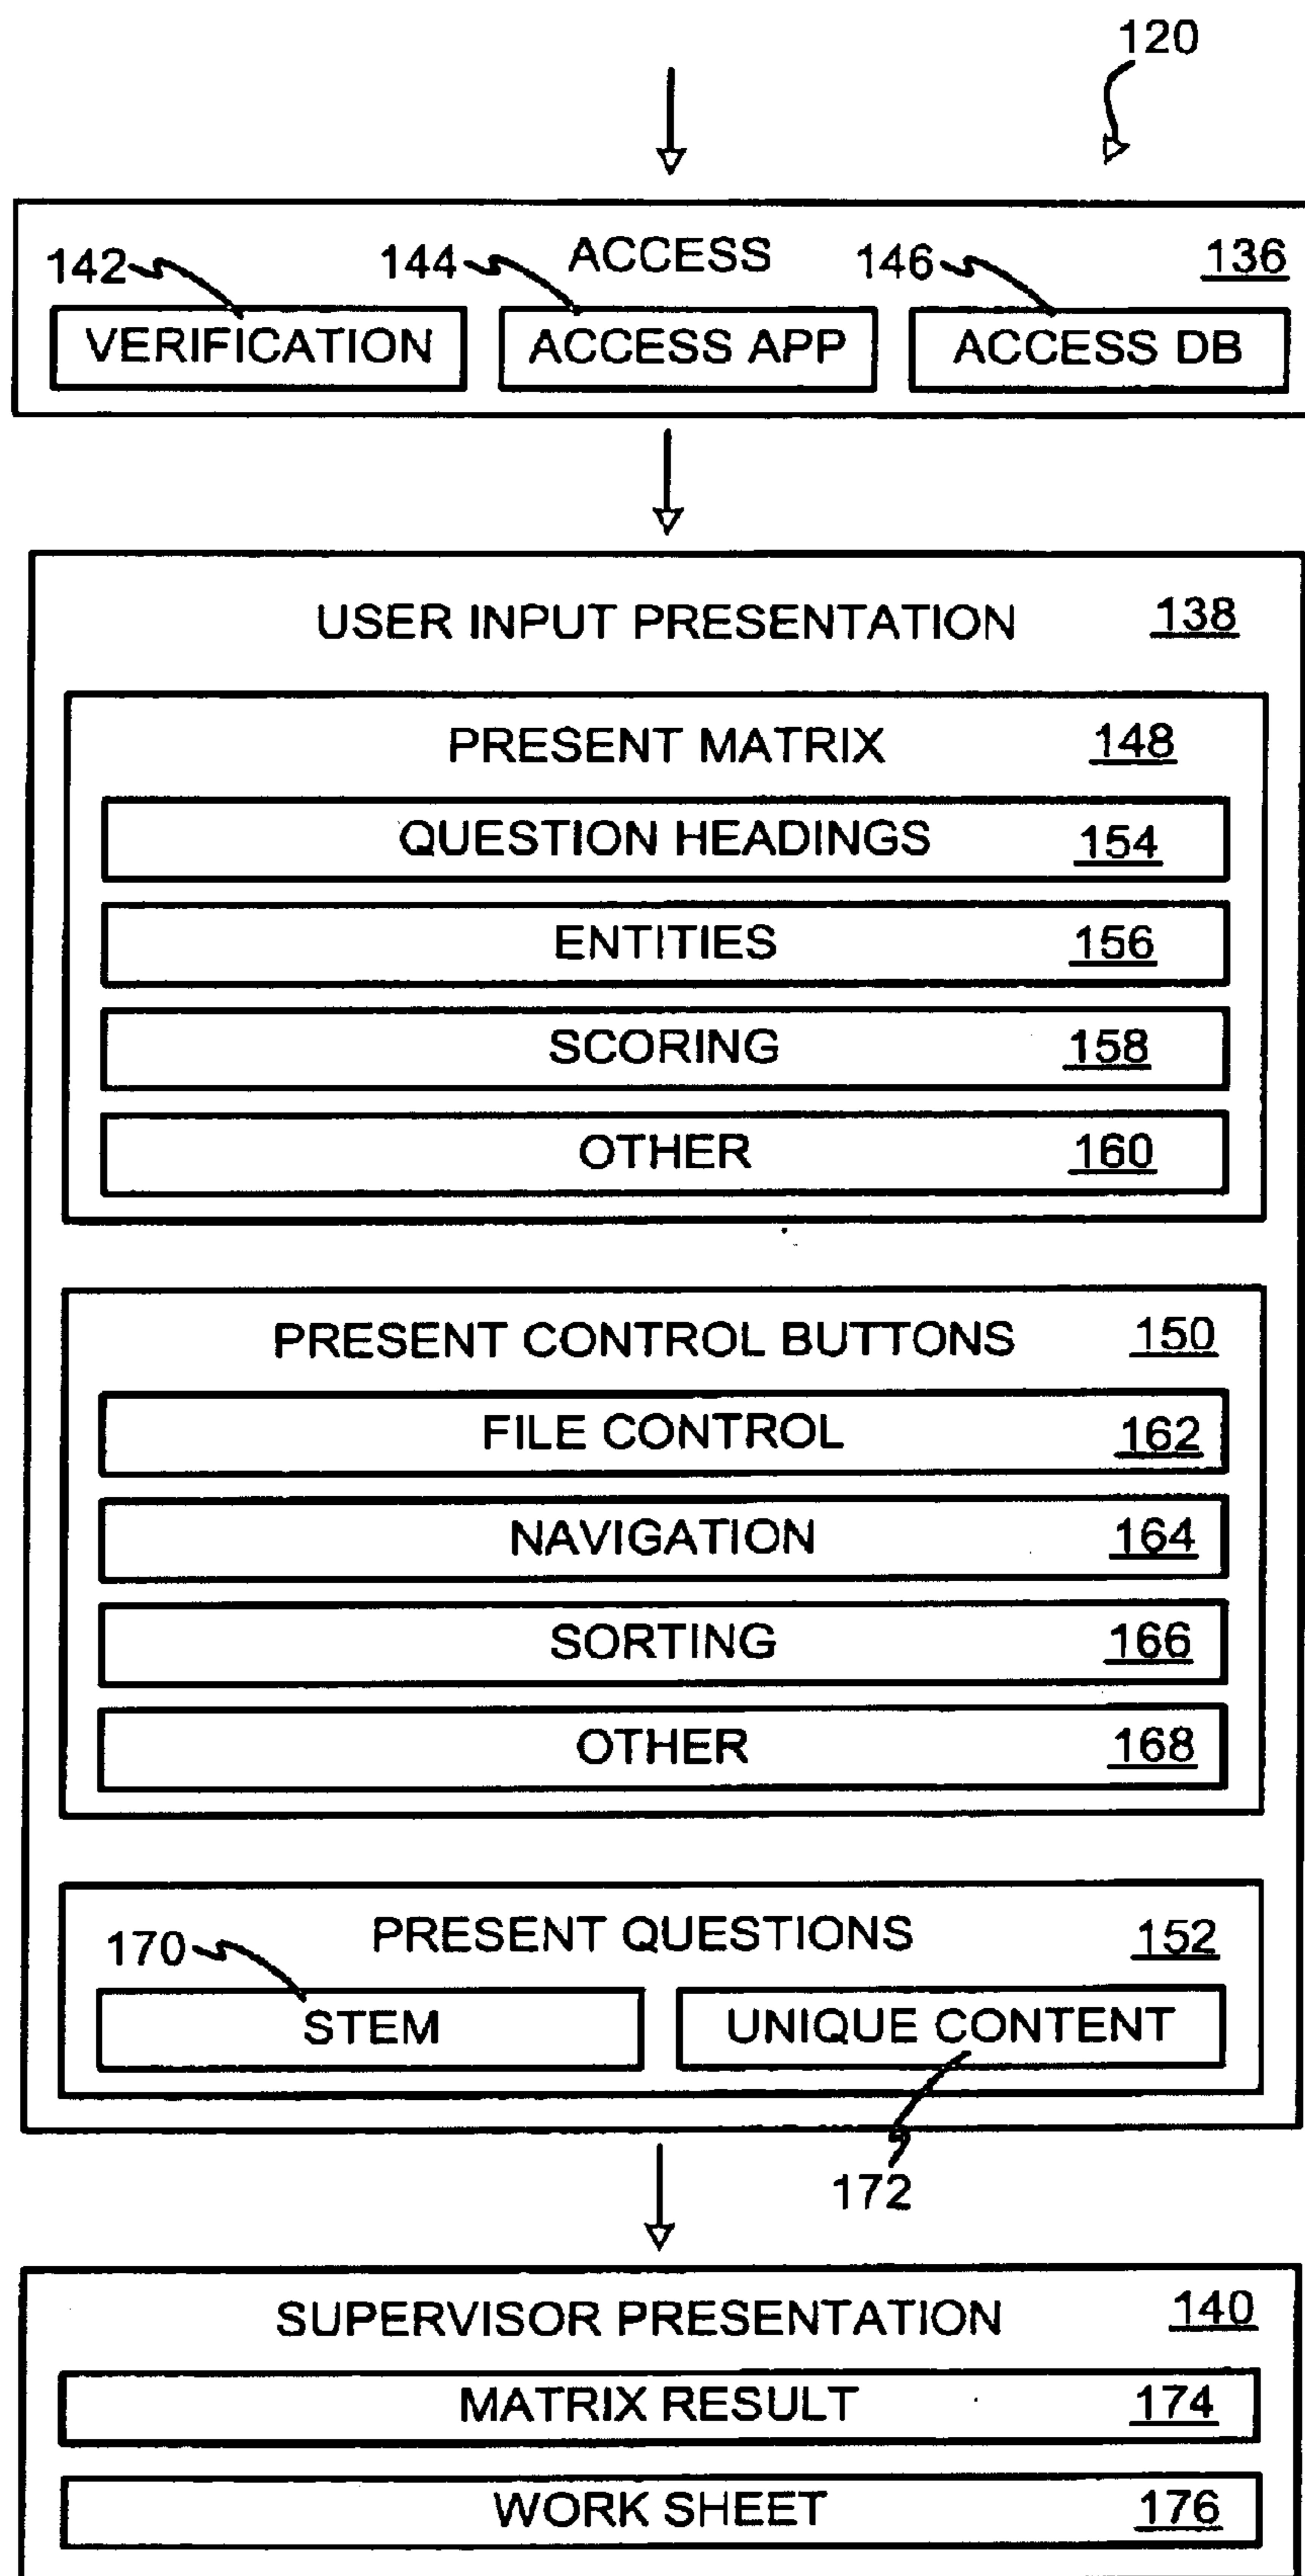 120
142 144 ACCESS 146 136
VERIFICATION ACCESS APP ACCESS DB
USER INPUT PRESENTATION 138
PRESENT MATRIX 148
QUESTION HEADINGS 154
ENTITIES 156
SCORING 158
OTHER 160
PRESENT CONTROL BUTTONS 150
FILE CONTROL 162
NAVIGATION 164
SORTING 166
OTHER 168
170 PRESENT QUESTIONS 152
STEM UNIQUE CONTENT
172
SUPERVISOR PRESENTATION 140
MATRIX RESULT 174
WORK SHEET 176